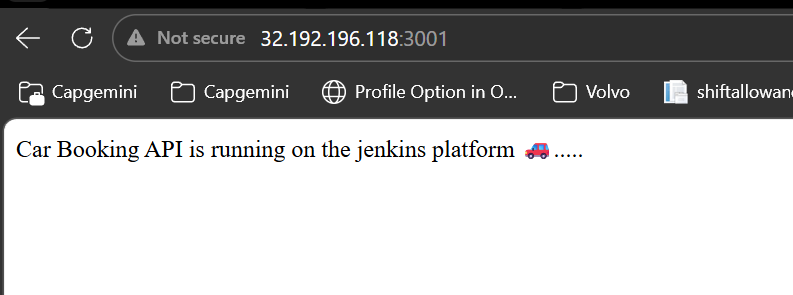 Not secure 32.192.196.118:3001
Capgemini Capgemini Profile Option in O... Volvo
Car Booking API is running on the jenkins platform 🚗.....